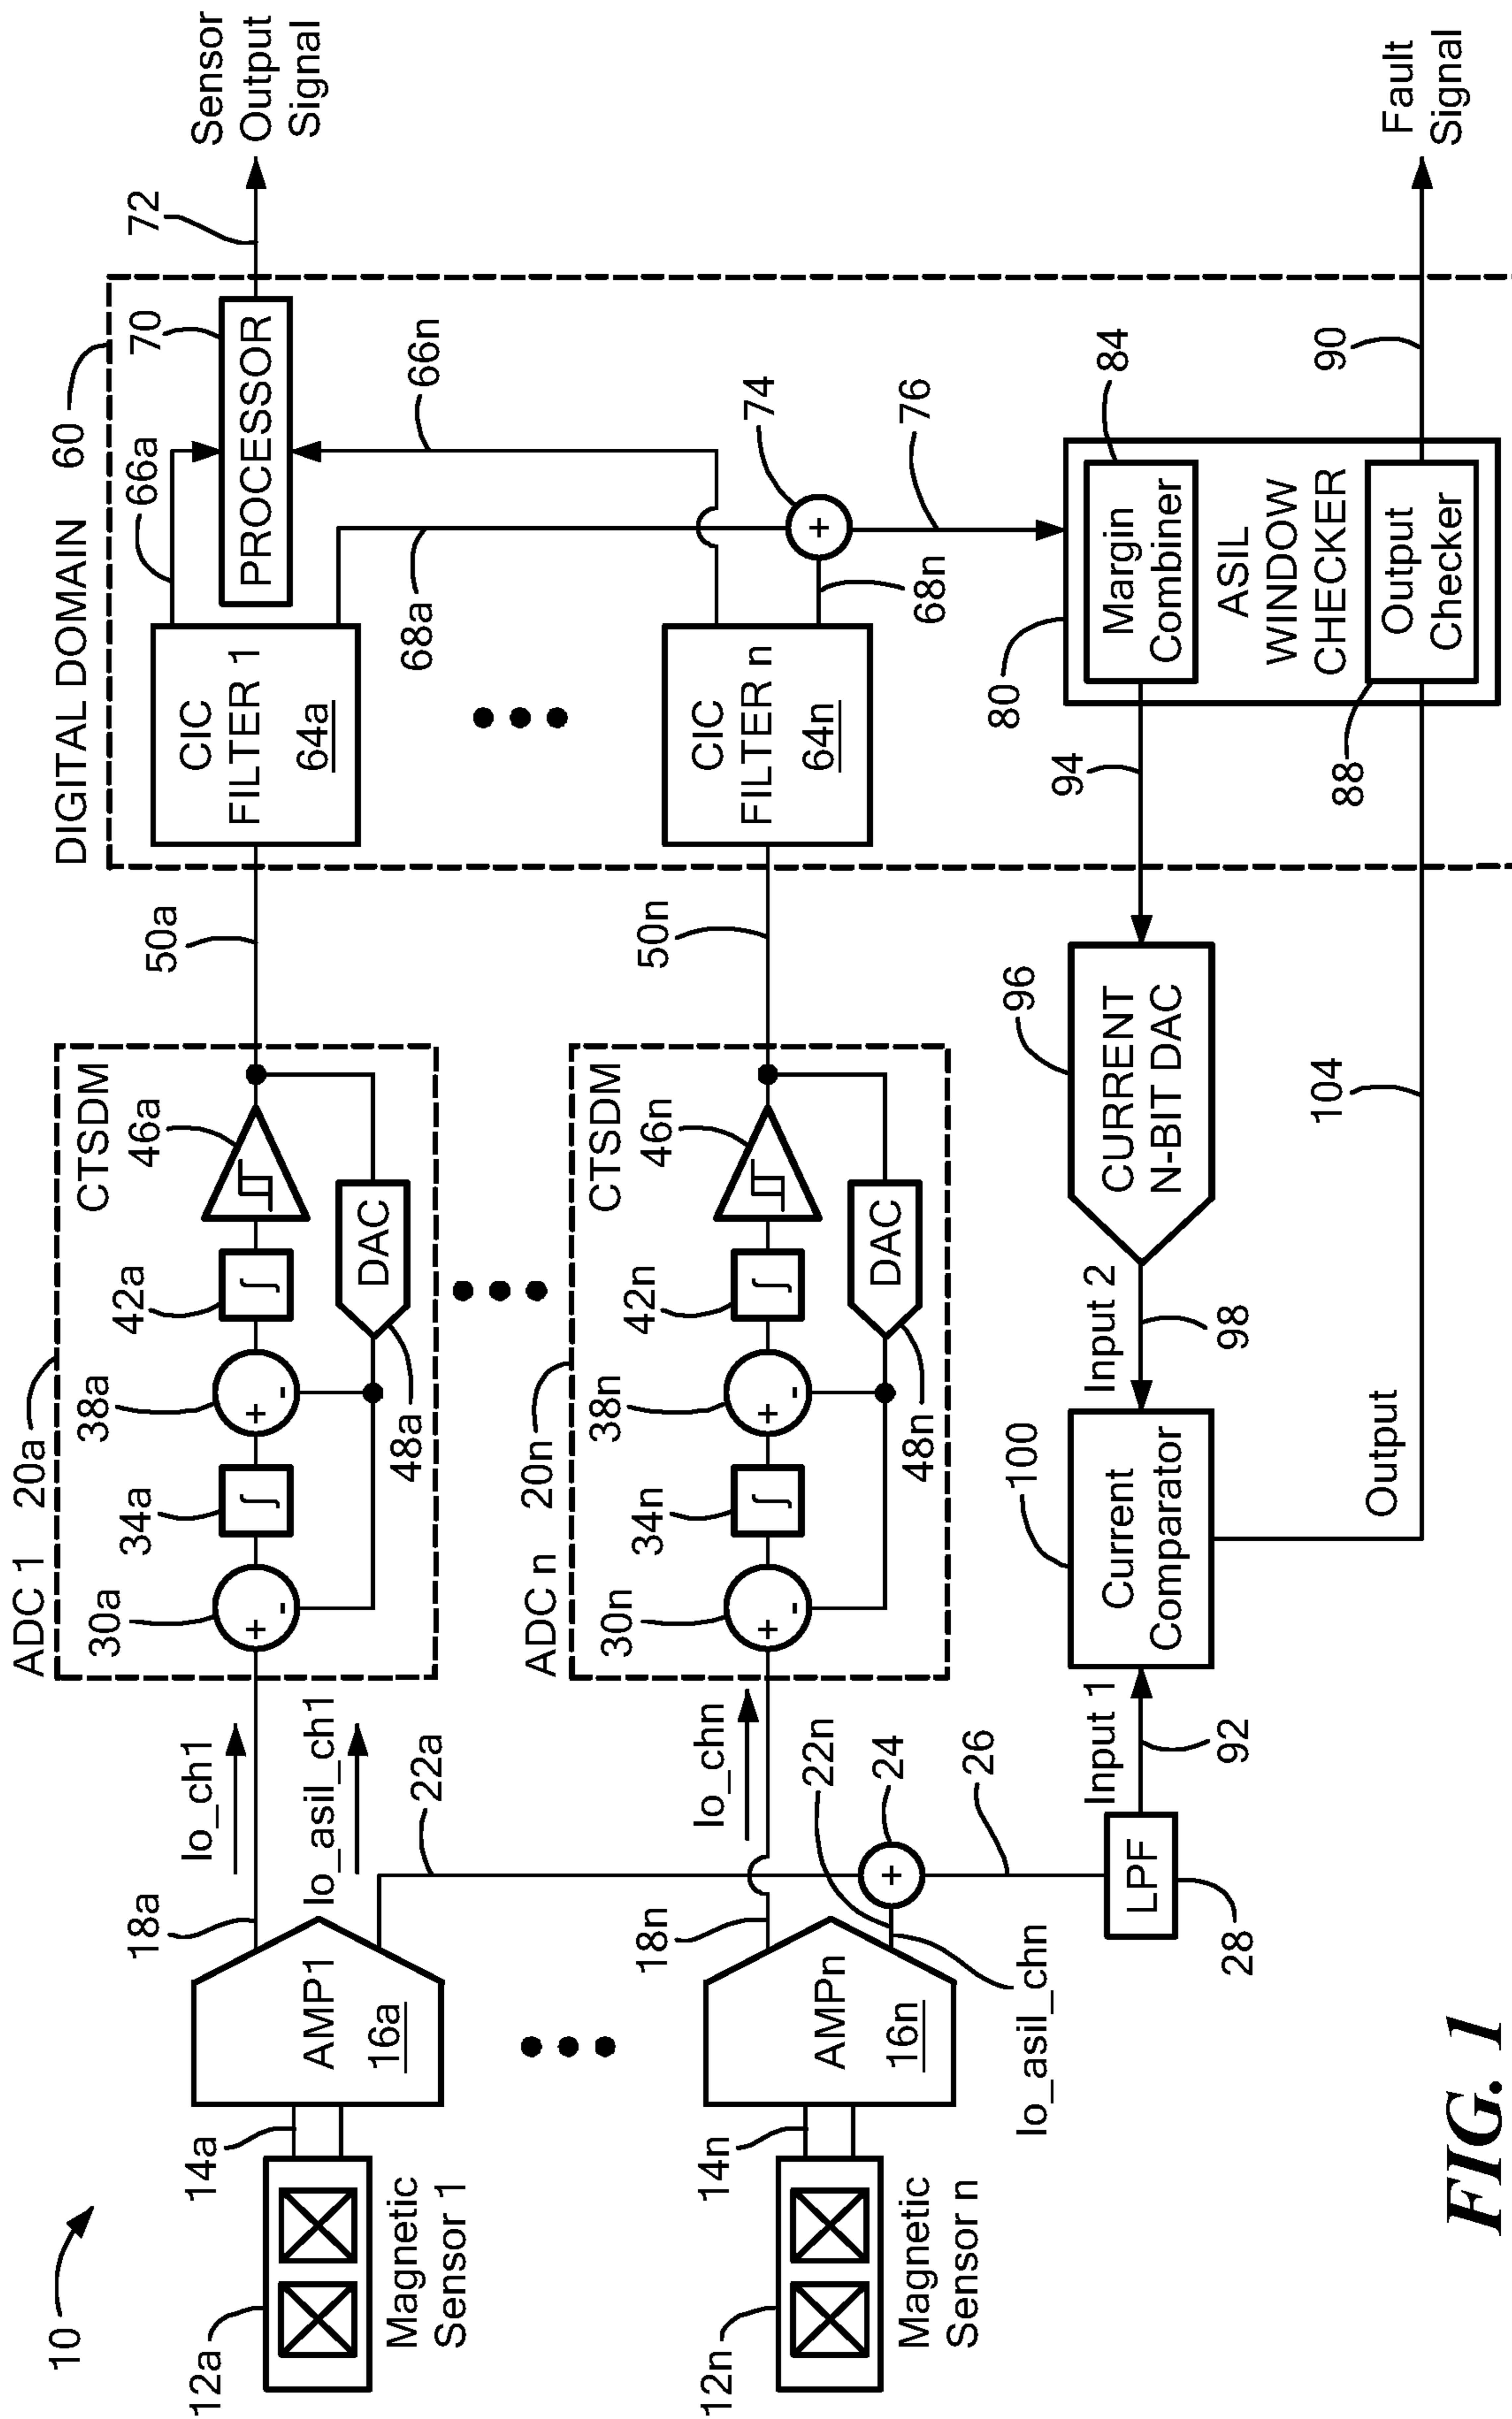 10
12a
Magnetic
Sensor 1
14a
AMP1
16a
18a
Io_ch1
Io_asil_ch1
22a
ADC 1
20a
30a
+
-
34a
∫
38a
+
-
42a
∫
46a
CTSDM
DAC
48a
50a
DIGITAL DOMAIN
60
CIC
FILTER 1
64a
66a
68a
PROCESSOR
70
72
Sensor
Output
Signal
12n
Magnetic
Sensor n
14n
AMPn
16n
18n
Io_chn
22n
Io_asil_chn
24
+
26
LPF
28
ADC n
20n
30n
+
-
34n
∫
38n
+
-
42n
∫
46n
CTSDM
DAC
48n
50n
CIC
FILTER n
64n
66n
68n
74
+
76
Input 1
92
100
Current
Comparator
Input 2
98
96
CURRENT
N-BIT DAC
94
80
Margin
Combiner
84
ASIL
WINDOW
CHECKER
Output
Checker
88
90
Output
104
Fault
Signal
FIG. 1